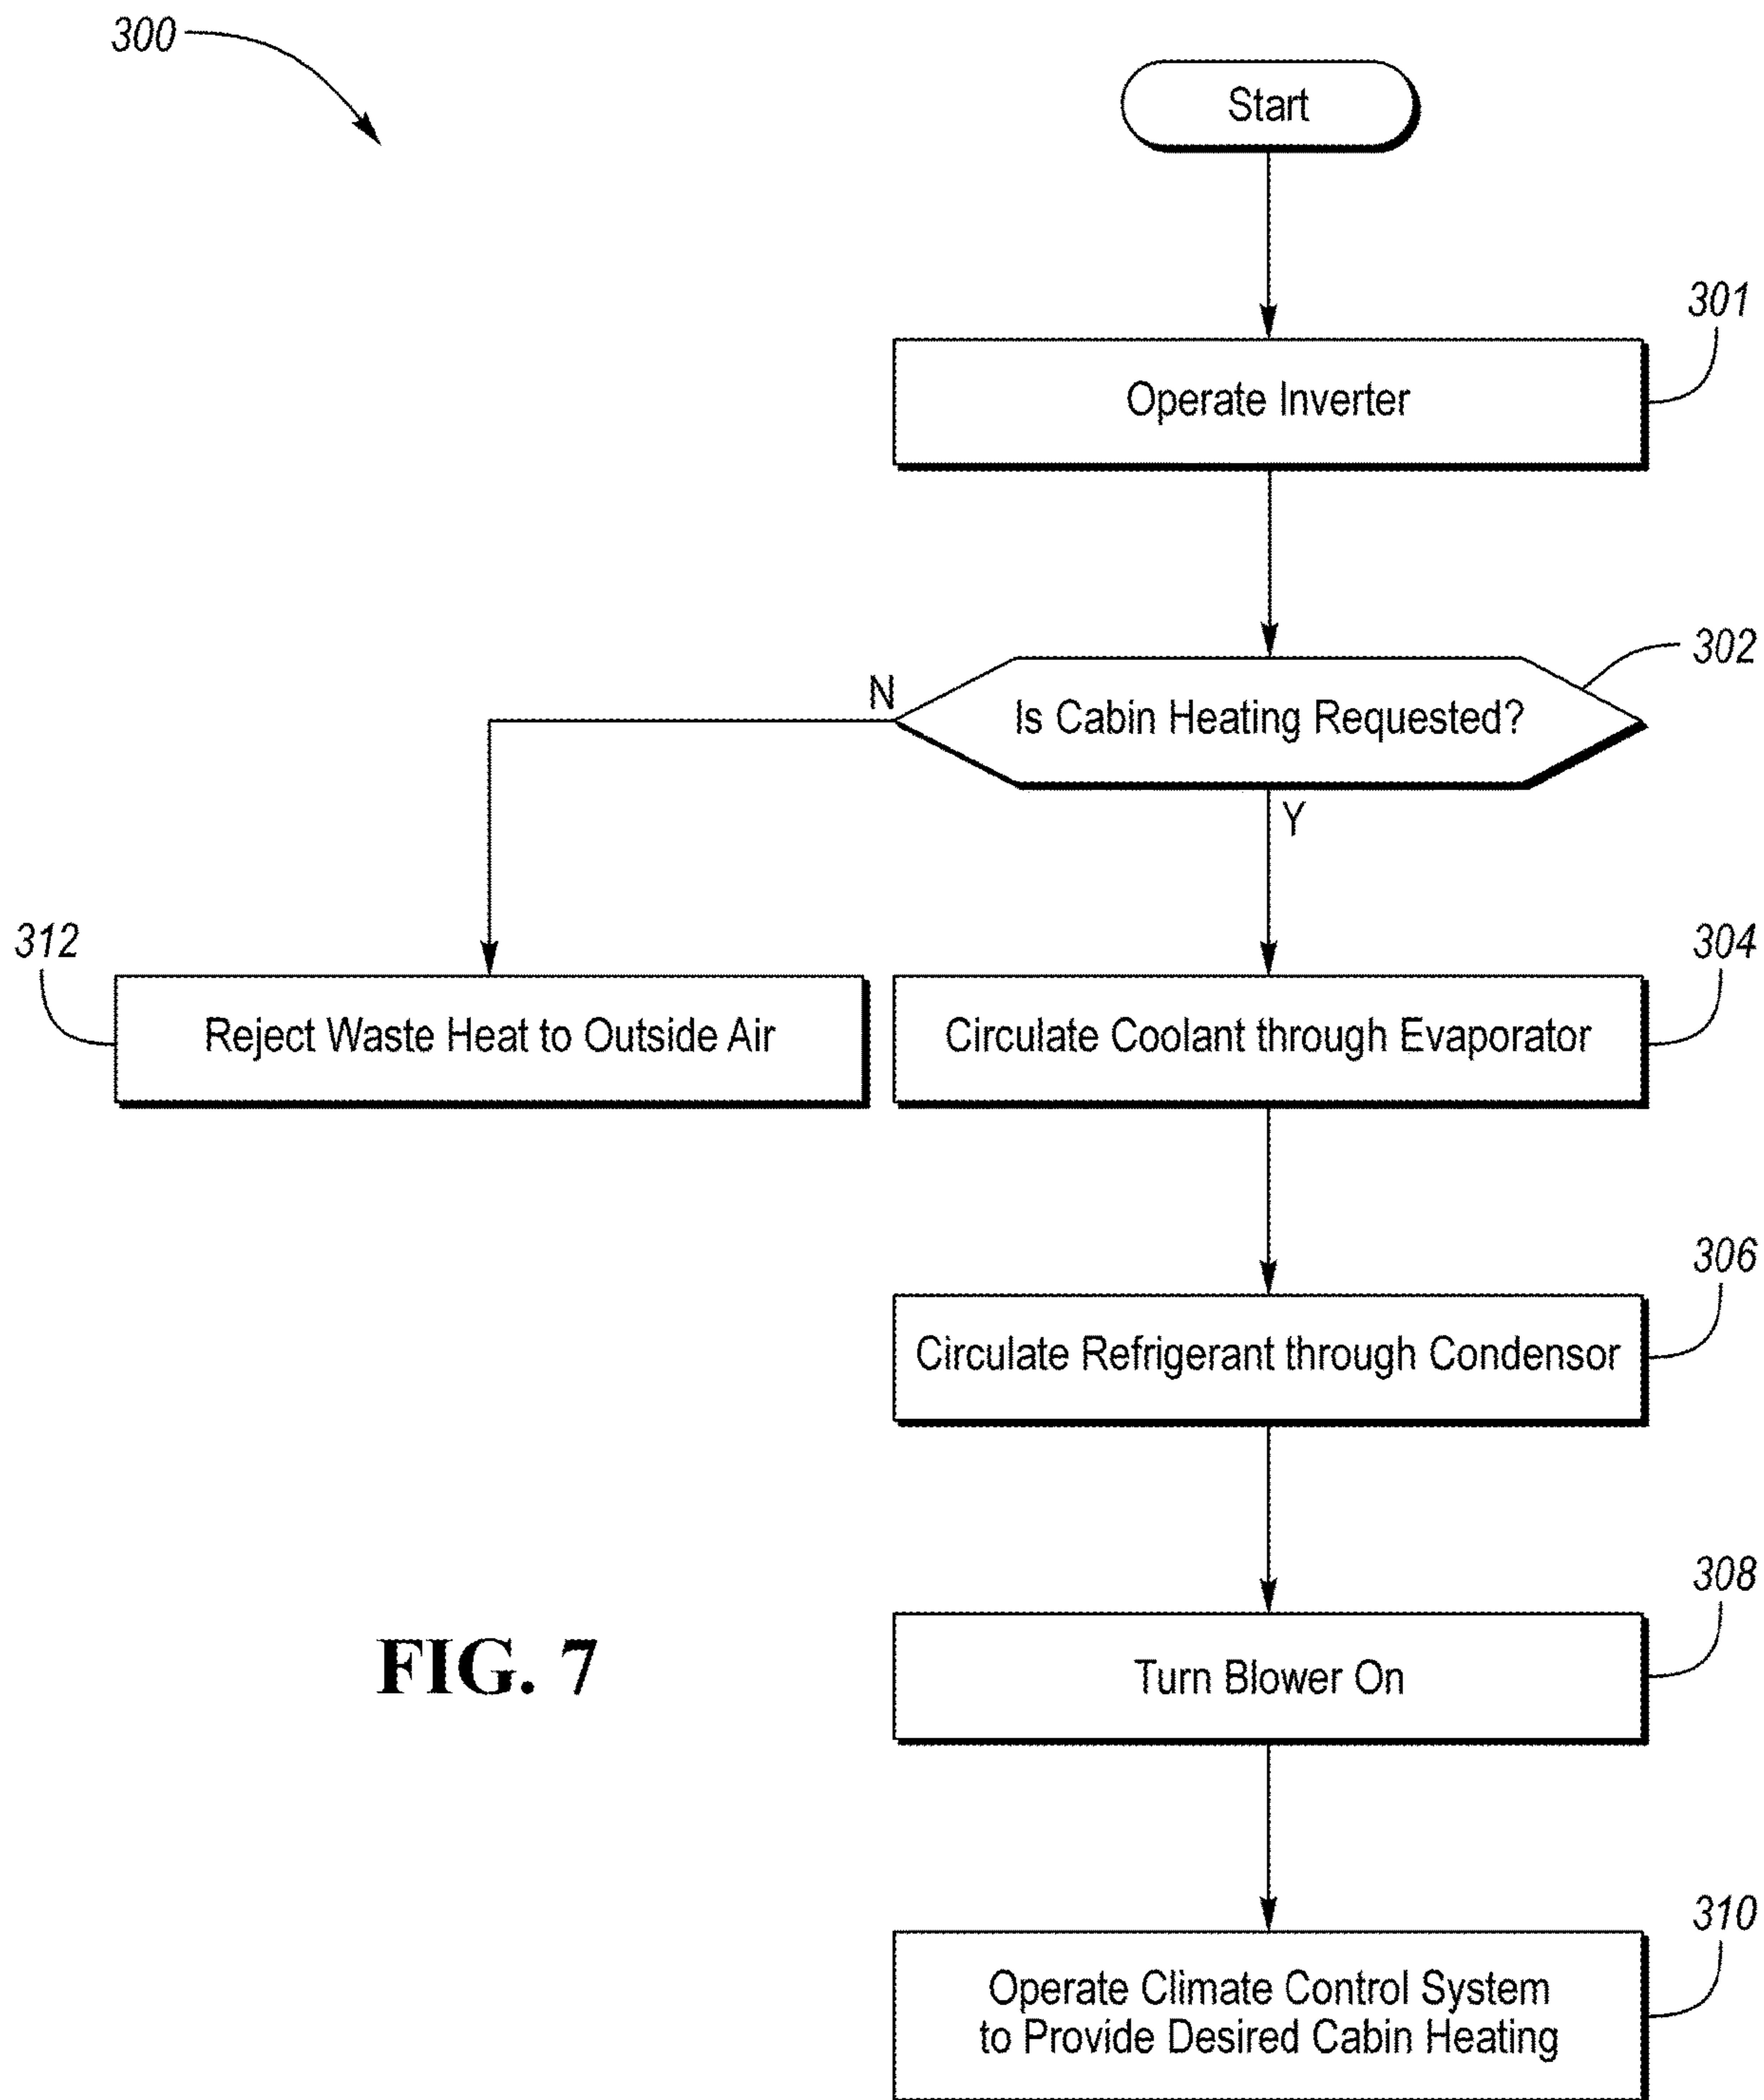 300
Start
301
Operate Inverter
302
N
Is Cabin Heating Requested?
Y
312
304
Reject Waste Heat to Outside Air
Circulate Coolant through Evaporator
306
Circulate Refrigerant through Condensor
308
FIG. 7
Turn Blower On
310
Operate Climate Control System
to Provide Desired Cabin Heating